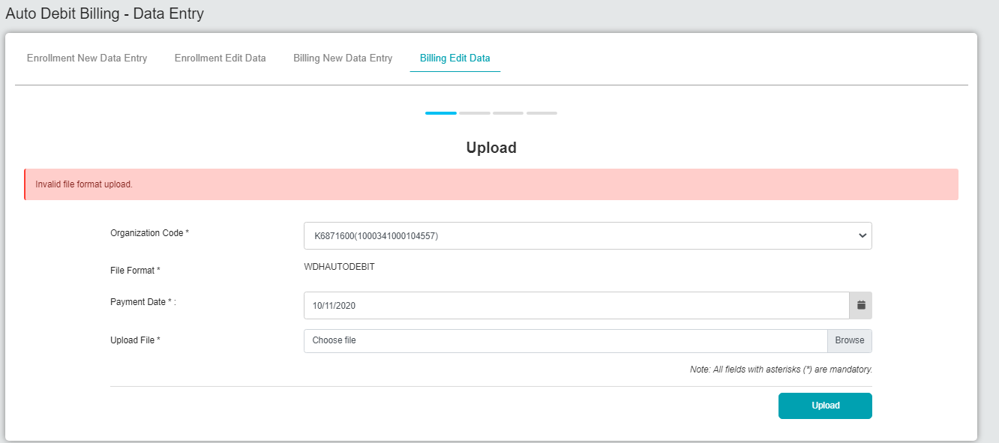 Auto Debit Billing - Data Entry
Enrollment New Data Entry Enrollment Edit Data Billing New Data Entry Billing Edit Data
Upload
Invalid file format upload.
Organization Code * K6871600(1000341000104557)
File Format * WDHAUTODEBIT
Payment Date * : 10/11/2020
Upload File * Choose file Browse
Note: All fields with asterisks (*) are mandatory.
Upload